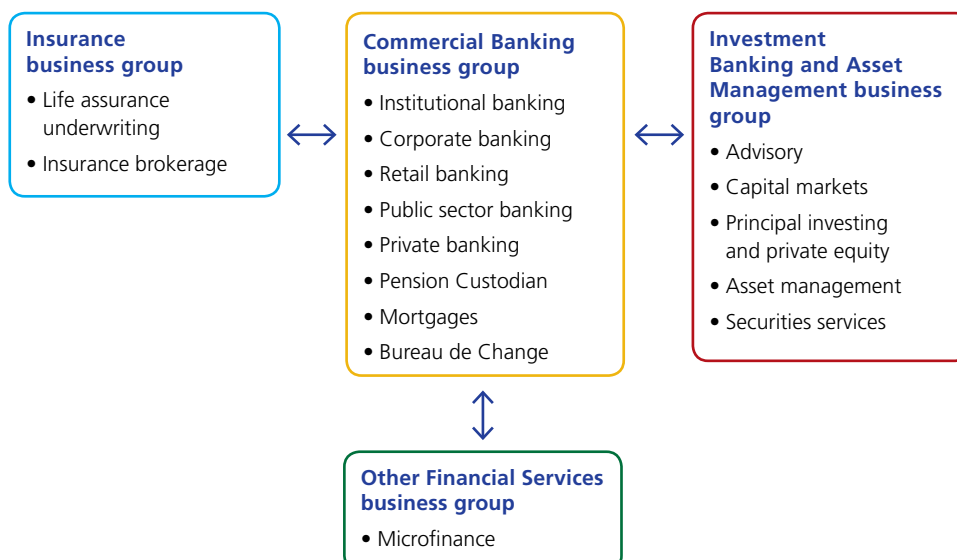 Insurance
business group
• Life assurance
underwriting
• Insurance brokerage
Commercial Banking
business group
• Institutional banking
• Corporate banking
• Retail banking
• Public sector banking
• Private banking
• Pension Custodian
• Mortgages
• Bureau de Change
Investment
Banking and Asset
Management business
group
• Advisory
• Capital markets
• Principal investing
and private equity
• Asset management
• Securities services
Other Financial Services
business group
• Microfinance